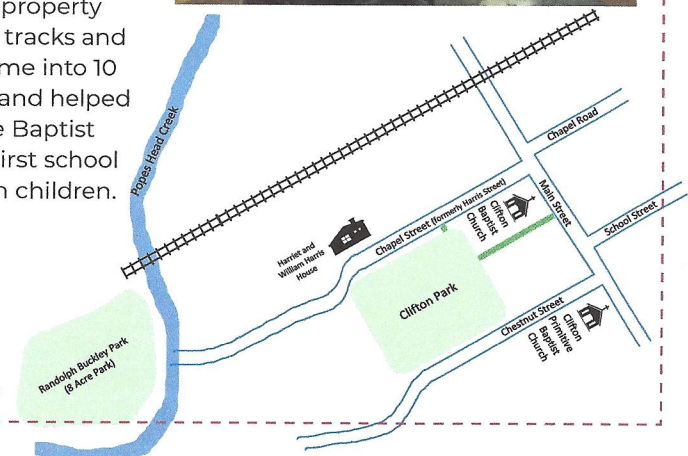 property
tracks and
me into 10
and helped
e Baptist
first school
n children.
Popes Head Creek
Chapel Road
Main Street
School Street
Chapel Street (formerly Harris Street)
Clifton
Baptist
Church
Harriet and
William Harris
House
Clifton Park
Chestnut Street
Clifton
Primitive
Baptist
Church
Randolph Buckley Park
(8 Acre Park)